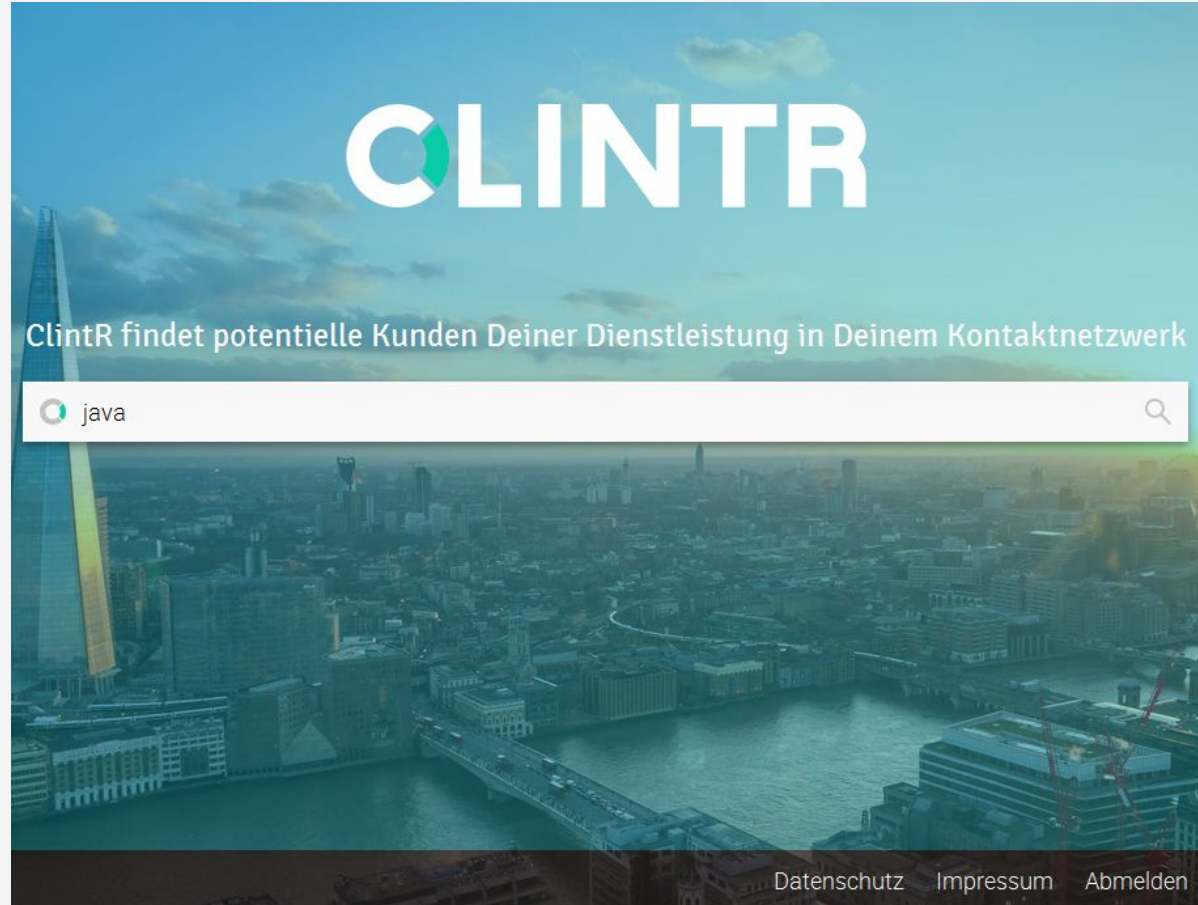 CLINTR
ClintR findet potentielle Kunden Deiner Dienstleistung in Deinem Kontaktnetzwerk
java
Datenschutz Impressum Abmelden